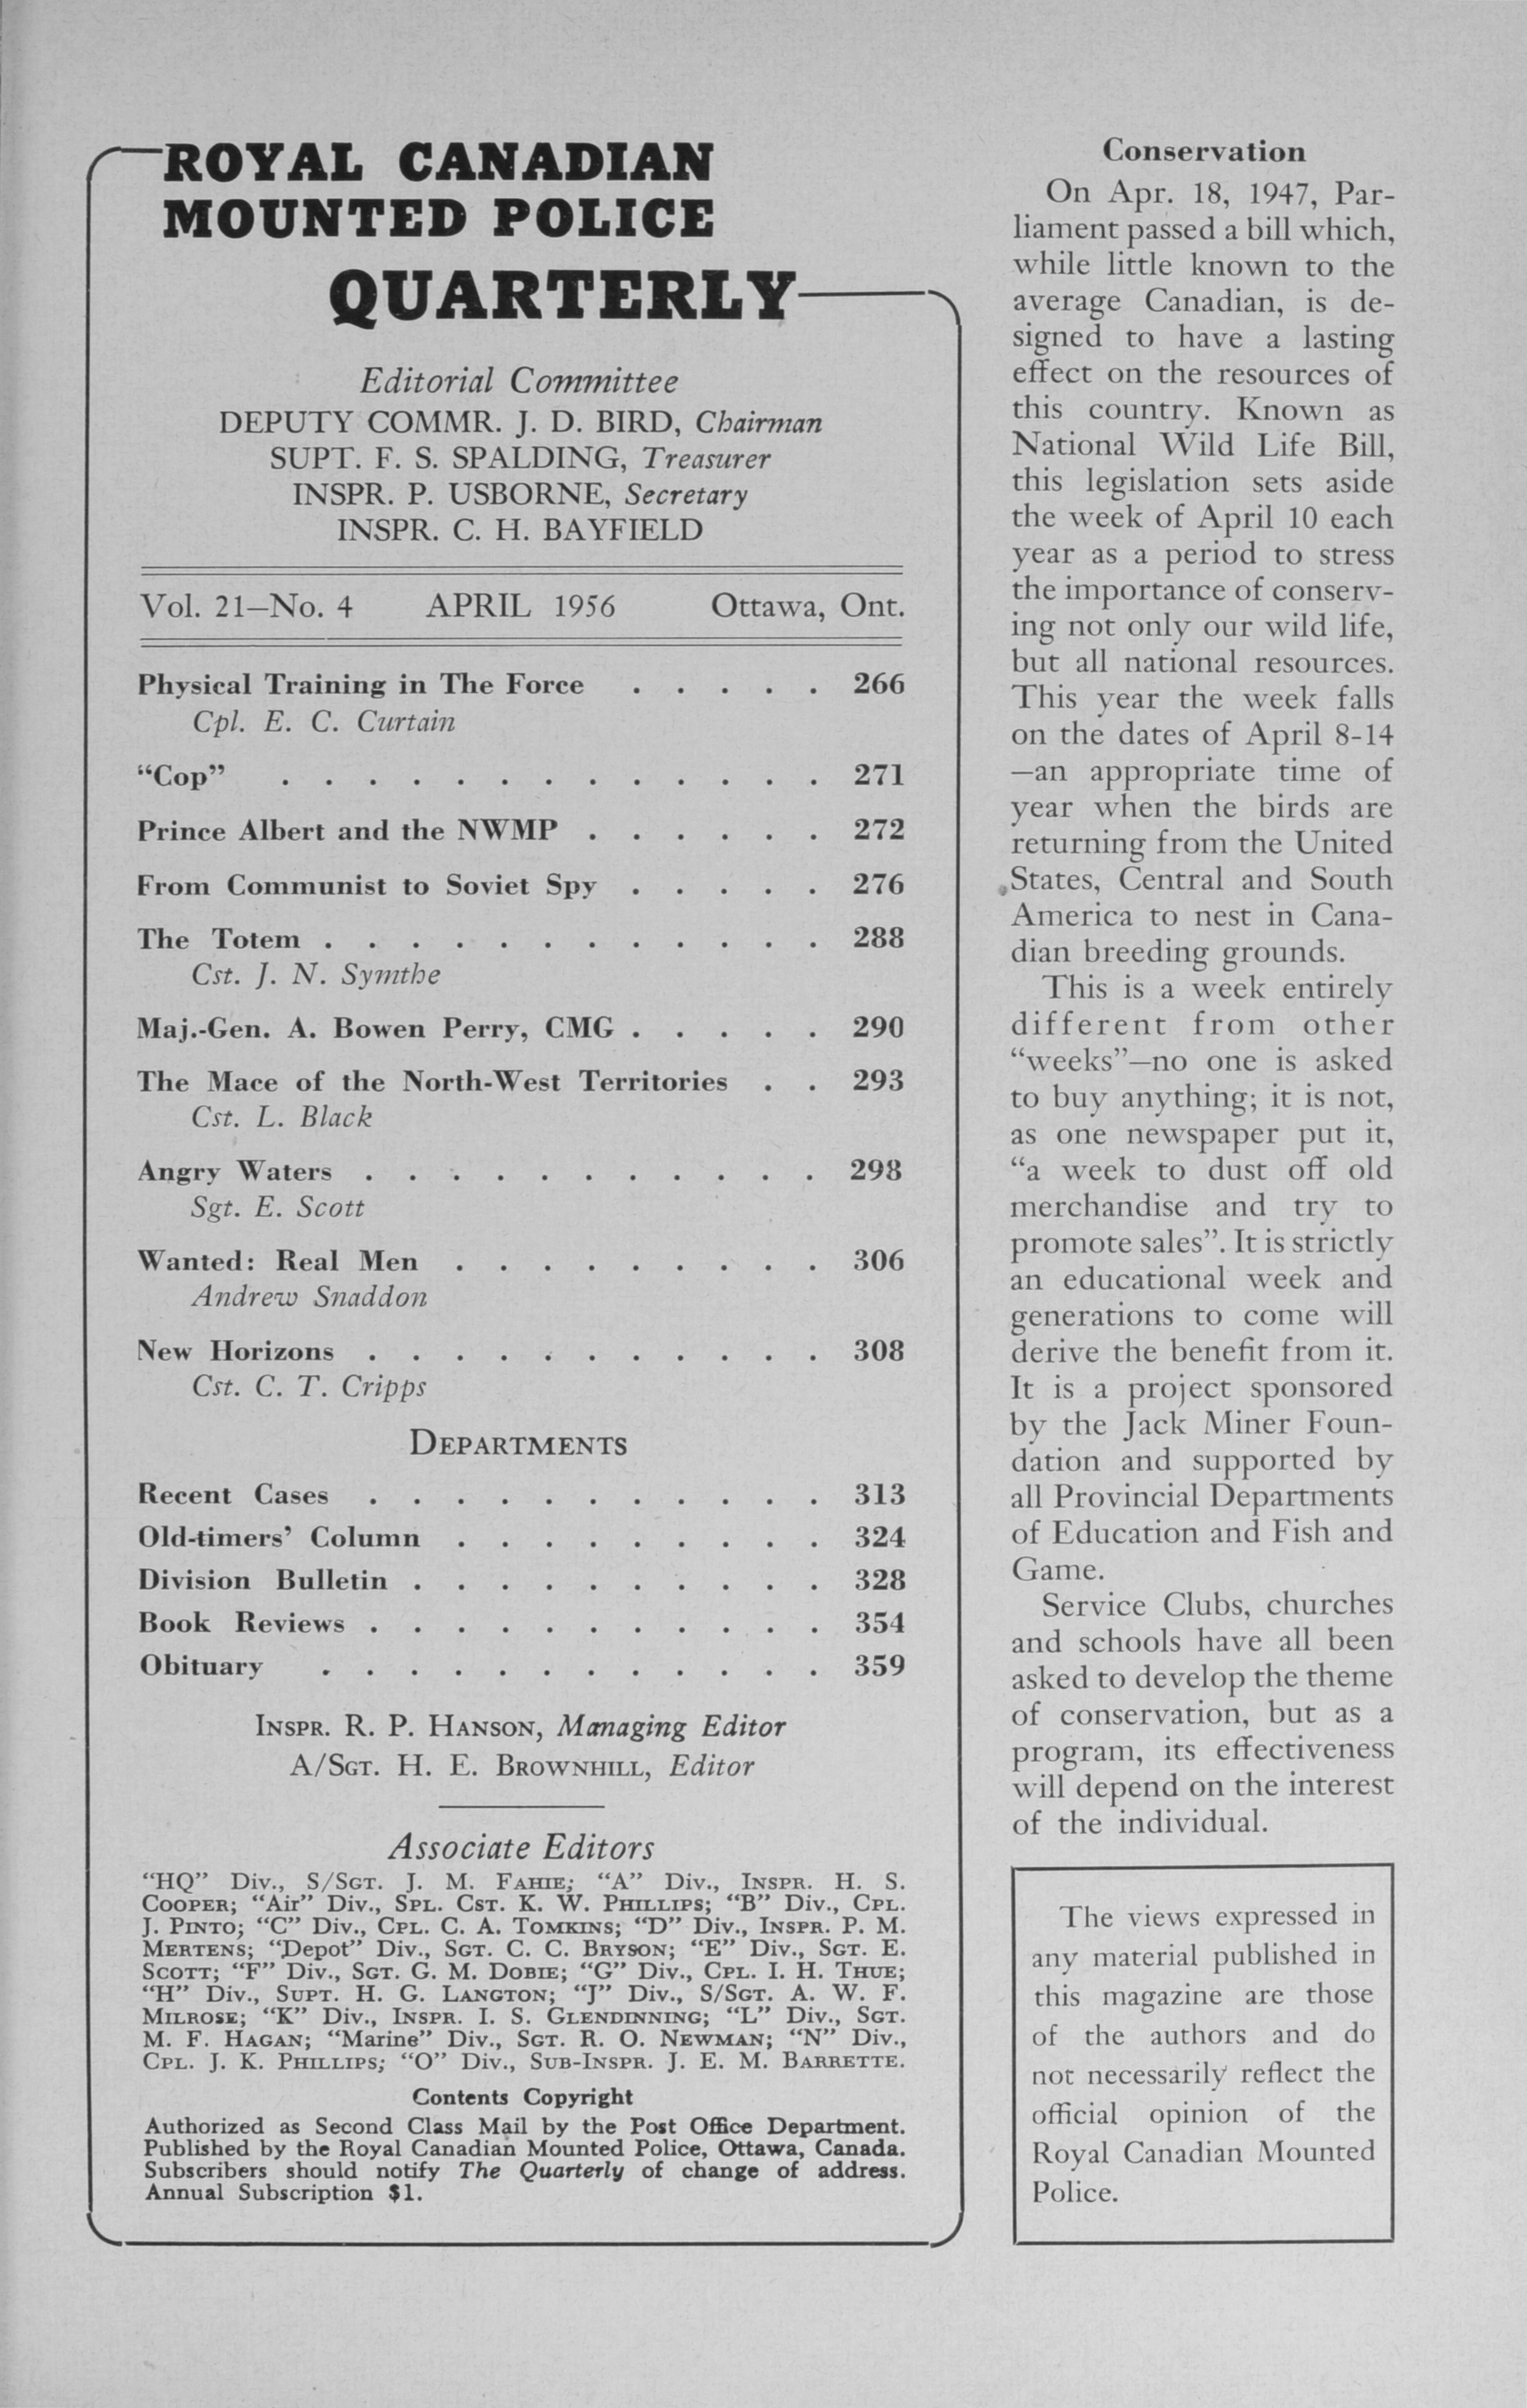 ROYAL CANADIAN
MOUNTED POLICE
QUARTERLY
Editorial Committee
DEPUTY COMMR. J. D. BIRD, Chairman
SUPT. F. S. SPALDING, Treasurer
INSPR. P. USBORNE, Secretary
INSPR. C. H. BAYFIELD
Vol. 21—No. 4 APRIL 1956 Ottawa, Ont.
Physical Training in The Force . . . . . 266
Cpl. E. C. Curtain
“Cop” . . . . . . . . . . . . . 271
Prince Albert and the NWMP . . . . . . 272
From Communist to Soviet Spy . . . . . 276
The Totem . . . . . . . . . . . . 288
Cst. J. N. Symthe
Maj.-Gen. A. Bowen Perry, CMG . . . . . 290
The Mace of the North-West Territories . . 293
Cst. L. Black
Angry Waters . . . . . . . . . . . 298
Sgt. E. Scott
Wanted: Real Men . . . . . . . . . 306
Andrew Snaddon
New Horizons . . . . . . . . . . . 308
Cst. C. T. Cripps
DEPARTMENTS
Recent Cases . . . . . . . . . . . 313
Old-timers’ Column . . . . . . . . . 324
Division Bulletin . . . . . . . . . . 328
Book Reviews . . . . . . . . . . . 354
Obituary . . . . . . . . . . . . 359
INSPR. R. P. HANSON, Managing Editor
A/SGT. H. E. BROWNHILL, Editor
Associate Editors
“HQ” Div., S/SGT. J. M. FAHIE; “A” Div., INSPR. H. S.
COOPER; “Air” Div., SPL. CST. K. W. PHILLIPS; “B” Div., CPL.
J. PINTO; “C” Div., CPL. C. A. TOMKINS; “D” Div., INSPR. P. M.
MERTENS; “Depot” Div., SGT. C. C. BRYSON; “E” Div., SGT. E.
SCOTT; “F” Div., SGT. G. M. DOBIE; “G” Div., CPL. I. H. THUE;
“H” Div., SUPT. H. G. LANGTON; “J” Div., S/SGT. A. W. F.
MILROSE; “K” Div., INSPR. I. S. GLENDINNING; “L” Div., SGT.
M. F. HAGAN; “Marine” Div., SGT. R. O. NEWMAN; “N” Div.,
CPL. J. K. PHILLIPS; “O” Div., SUB-INSPR. J. E. M. BARRETTE.
Contents Copyright
Authorized as Second Class Mail by the Post Office Department.
Published by the Royal Canadian Mounted Police, Ottawa, Canada.
Subscribers should notify The Quarterly of change of address.
Annual Subscription $1.
Conservation
On Apr. 18, 1947, Par-
liament passed a bill which,
while little known to the
average Canadian, is de-
signed to have a lasting
effect on the resources of
this country. Known as
National Wild Life Bill,
this legislation sets aside
the week of April 10 each
year as a period to stress
the importance of conserv-
ing not only our wild life,
but all national resources.
This year the week falls
on the dates of April 8-14
—an appropriate time of
year when the birds are
returning from the United
States, Central and South
America to nest in Cana-
dian breeding grounds.
This is a week entirely
different from other
“weeks”—no one is asked
to buy anything; it is not,
as one newspaper put it,
“a week to dust off old
merchandise and try to
promote sales”. It is strictly
an educational week and
generations to come will
derive the benefit from it.
It is a project sponsored
by the Jack Miner Foun-
dation and supported by
all Provincial Departments
of Education and Fish and
Game.
Service Clubs, churches
and schools have all been
asked to develop the theme
of conservation, but as a
program, its effectiveness
will depend on the interest
of the individual.
The views expressed in
any material published in
this magazine are those
of the authors and do
not necessarily reflect the
official opinion of the
Royal Canadian Mounted
Police.